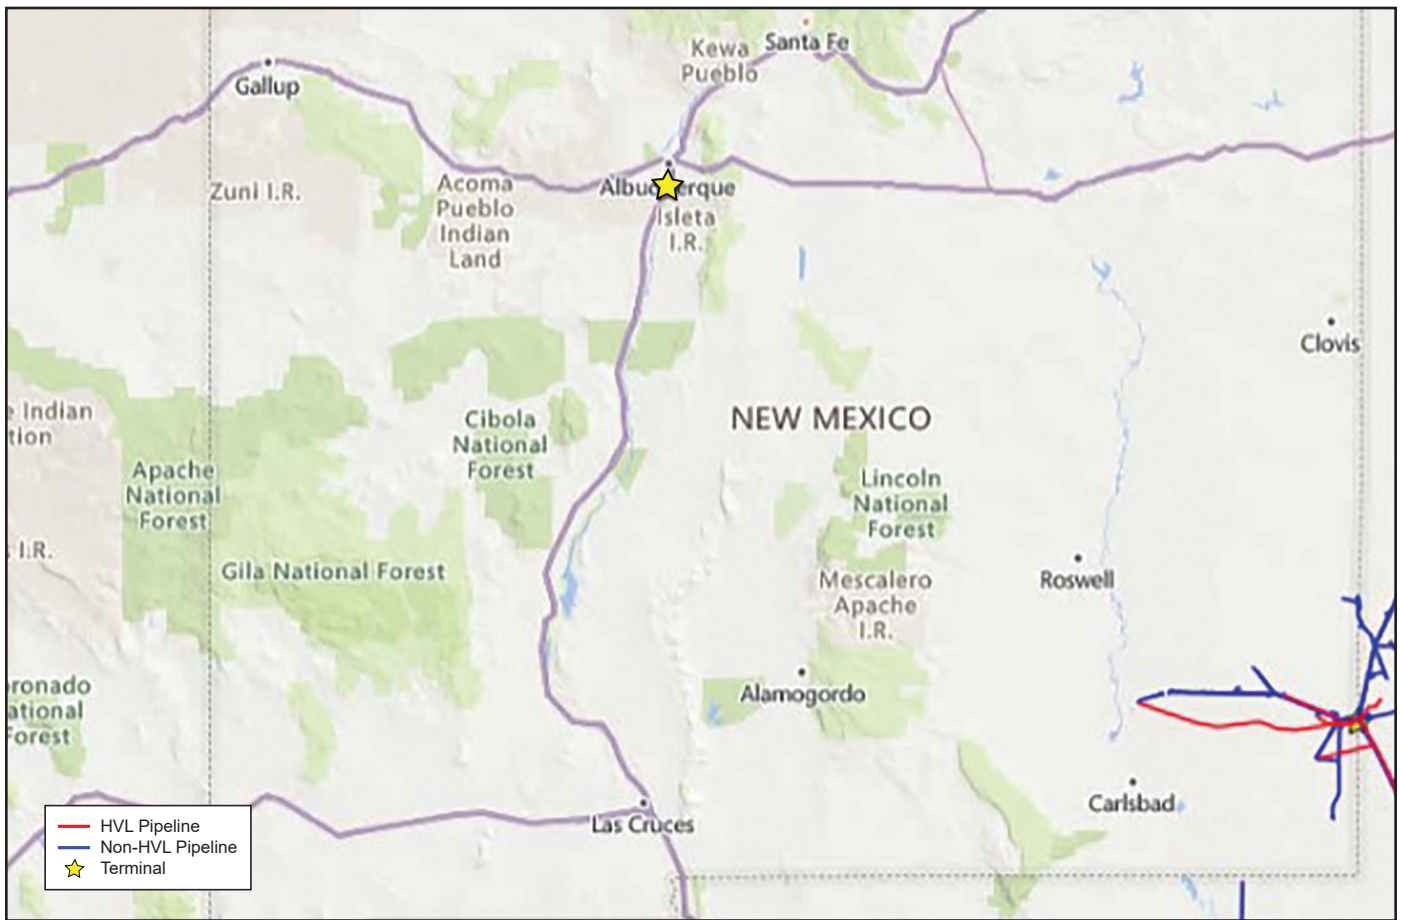 Kewa
Pueblo
Santa Fe
Gallup
Zuni I.R.
Acoma
Pueblo
Indian
Land
Albuquerque
Isleta
I.R.
Clovis
e Indian
tion
Cibola
National
Forest
NEW MEXICO
Apache
National
Forest
Lincoln
National
Forest
I.R.
Gila National Forest
Roswell
Mescalero
Apache
I.R.
oronado
ational
Forest
Alamogordo
Carlsbad
Las Cruces
HVL Pipeline
Non-HVL Pipeline
Terminal